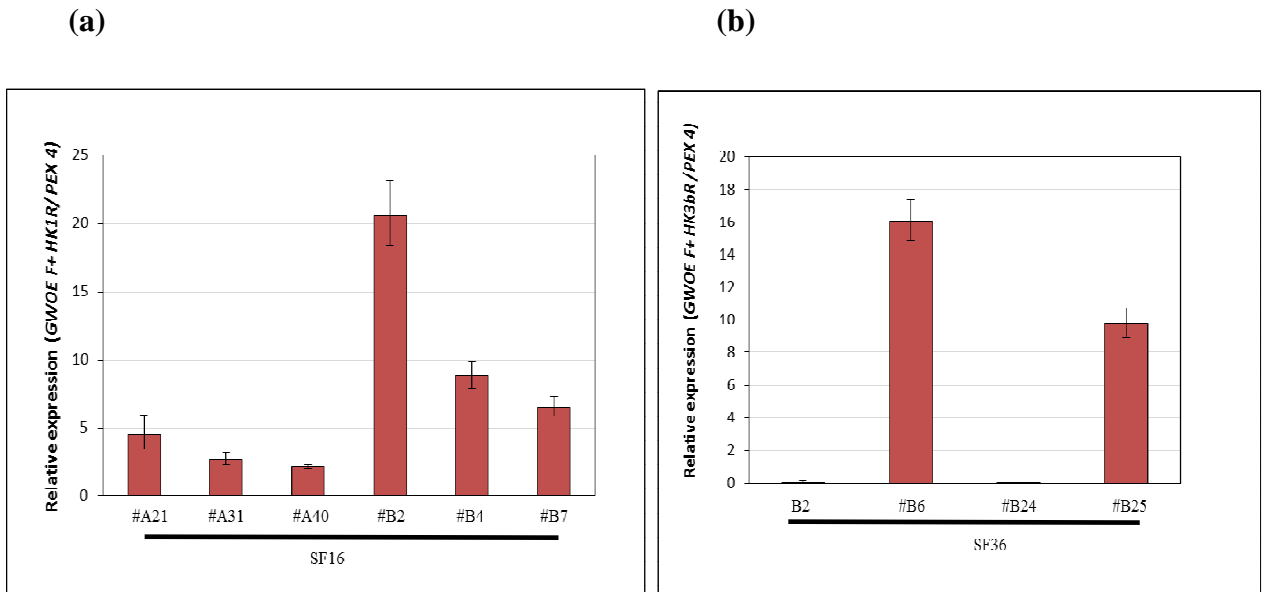 (a)
(b)
Relative expression (GWOE F+ HK1R/ PEX 4)
25
20
15
10
5
0
#A21 #A31 #A40 #B2 #B4 #B7
SF16
Relative expression (GWOE F+ HK3bR/PEX 4)
20
18
16
14
12
10
8
6
4
2
0
B2 #B6 #B24 #B25
SF36